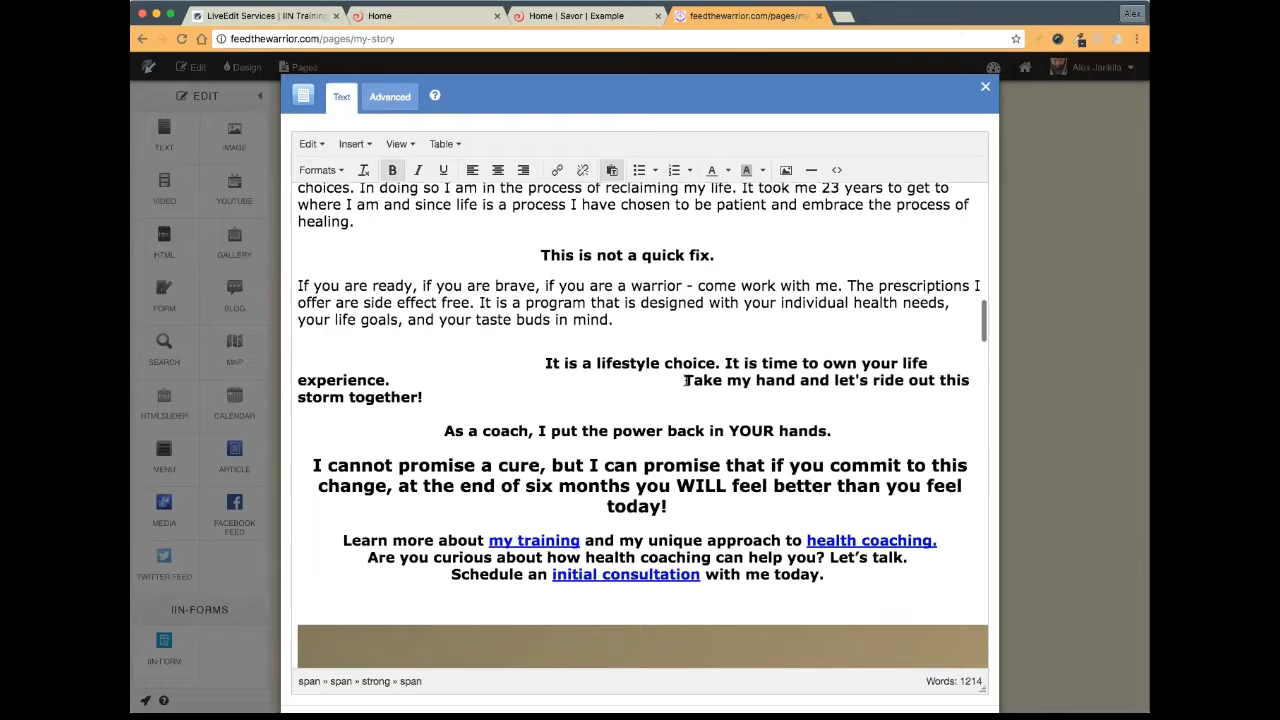 LiveEdit Services | IIN Training
Home
Home | Savor | Example
feedthewarrior.com/pages/my-
Alex
feedthewarrior.com/pages/my-story
Edit
Design
Pages
Alex Jankila
EDIT
Text
Advanced
TEXT
IMAGE
VIDEO
YOUTUBE
HTML
GALLERY
FORM
BLOG
SEARCH
MAP
HTMLSLIDER
CALENDAR
MENU
ARTICLE
MEDIA
FACEBOOK FEED
TWITTER FEED
IIN-FORMS
IIN-FORM
Edit
Insert
View
Table
Formats
choices. In doing so I am in the process of reclaiming my life. It took me 23 years to get to
where I am and since life is a process I have chosen to be patient and embrace the process of
healing.
This is not a quick fix.
If you are ready, if you are brave, if you are a warrior - come work with me. The prescriptions I
offer are side effect free. It is a program that is designed with your individual health needs,
your life goals, and your taste buds in mind.
It is a lifestyle choice. It is time to own your life
experience. Take my hand and let's ride out this
storm together!
As a coach, I put the power back in YOUR hands.
I cannot promise a cure, but I can promise that if you commit to this
change, at the end of six months you WILL feel better than you feel
today!
Learn more about my training and my unique approach to health coaching.
Are you curious about how health coaching can help you? Let’s talk.
Schedule an initial consultation with me today.
span » span » strong » span
Words: 1214